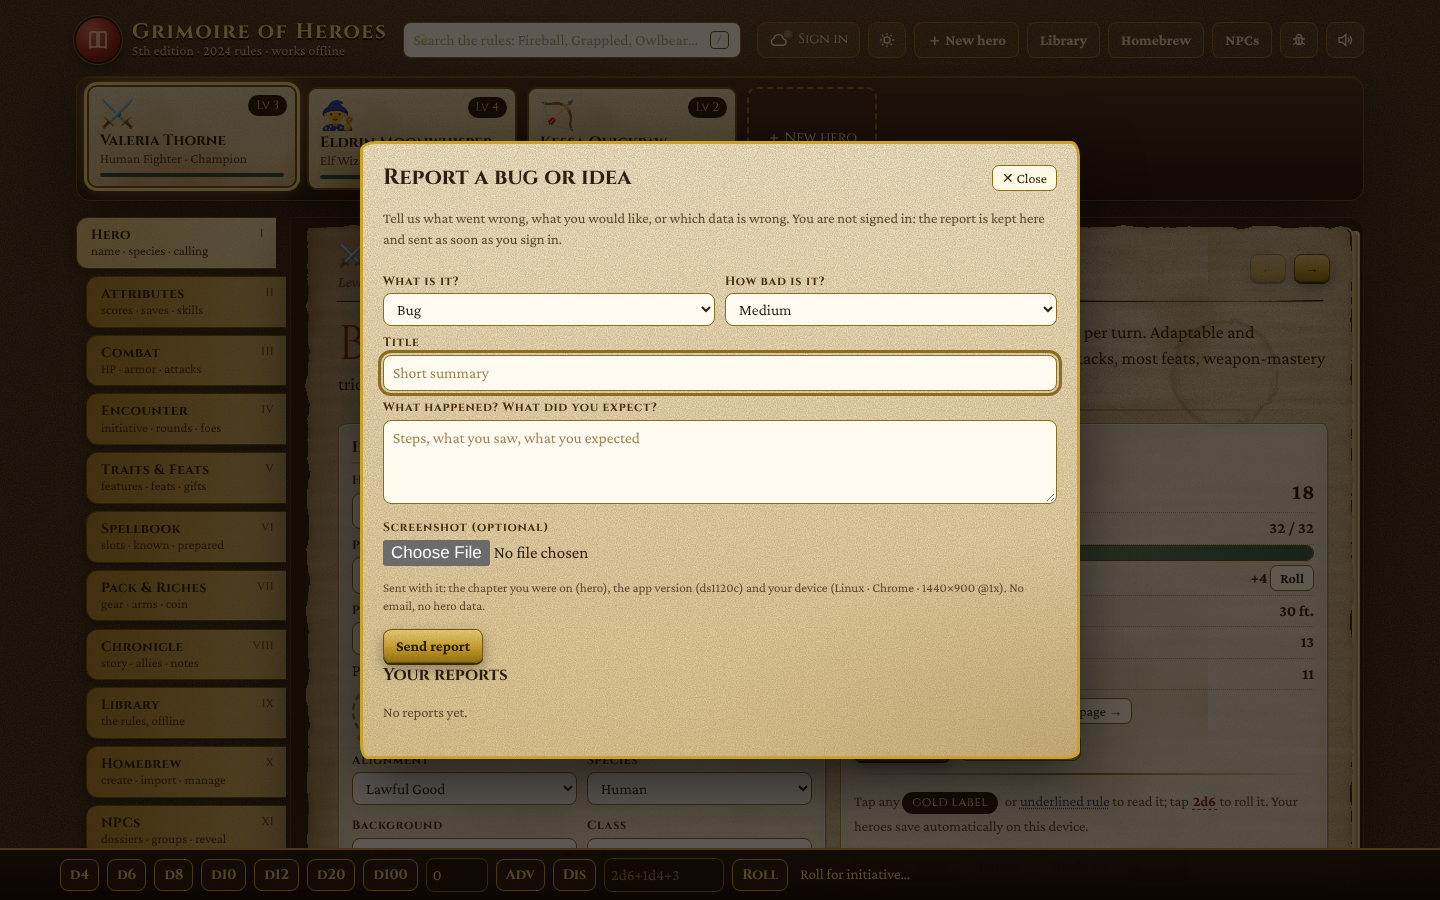 Grimoire of Heroes
5th edition · 2024 rules · works offline
Search the rules: Fireball, Grappled, Owlbear… /
Sign in
+ New hero
Library
Homebrew
NPCs
Lv 3
Valeria Thorne
Human Fighter · Champion
Lv 4
Eldrin Moonwhisper
Elf Wiz
Lv 2
Kessa Quickpaw
+ New hero
Hero I
name · species · calling
Attributes II
scores · saves · skills
Combat III
HP · armor · attacks
Encounter IV
initiative · rounds · foes
Traits & Feats V
features · feats · gifts
Spellbook VI
slots · known · prepared
Pack & Riches VII
gear · arms · coin
Chronicle VIII
story · allies · notes
Library IX
the rules, offline
Homebrew X
create · import · manage
NPCs XI
dossiers · groups · reveal
Report a bug or idea
✕ Close
Tell us what went wrong, what you would like, or which data is wrong. You are not signed in: the report is kept here
and sent as soon as you sign in.
What is it?
How bad is it?
Bug
Medium
Title
Short summary
What happened? What did you expect?
Steps, what you saw, what you expected
Screenshot (optional)
Choose File No file chosen
Sent with it: the chapter you were on (hero), the app version (ds1120c) and your device (Linux · Chrome · 1440×900 @1x). No
email, no hero data.
Send report
Your reports
No reports yet.
← →
per turn. Adaptable and
acks, most feats, weapon-mastery
18
32 / 32
+4 Roll
30 ft.
13
11
page →
Alignment
Species
Lawful Good
Human
Background
Class
Tap any Gold label or underlined rule to read it; tap 2d6 to roll it. Your
heroes save automatically on this device.
d4 d6 d8 d10 d12 d20 d100 0 Adv Dis 2d6+1d4+3 Roll Roll for initiative…